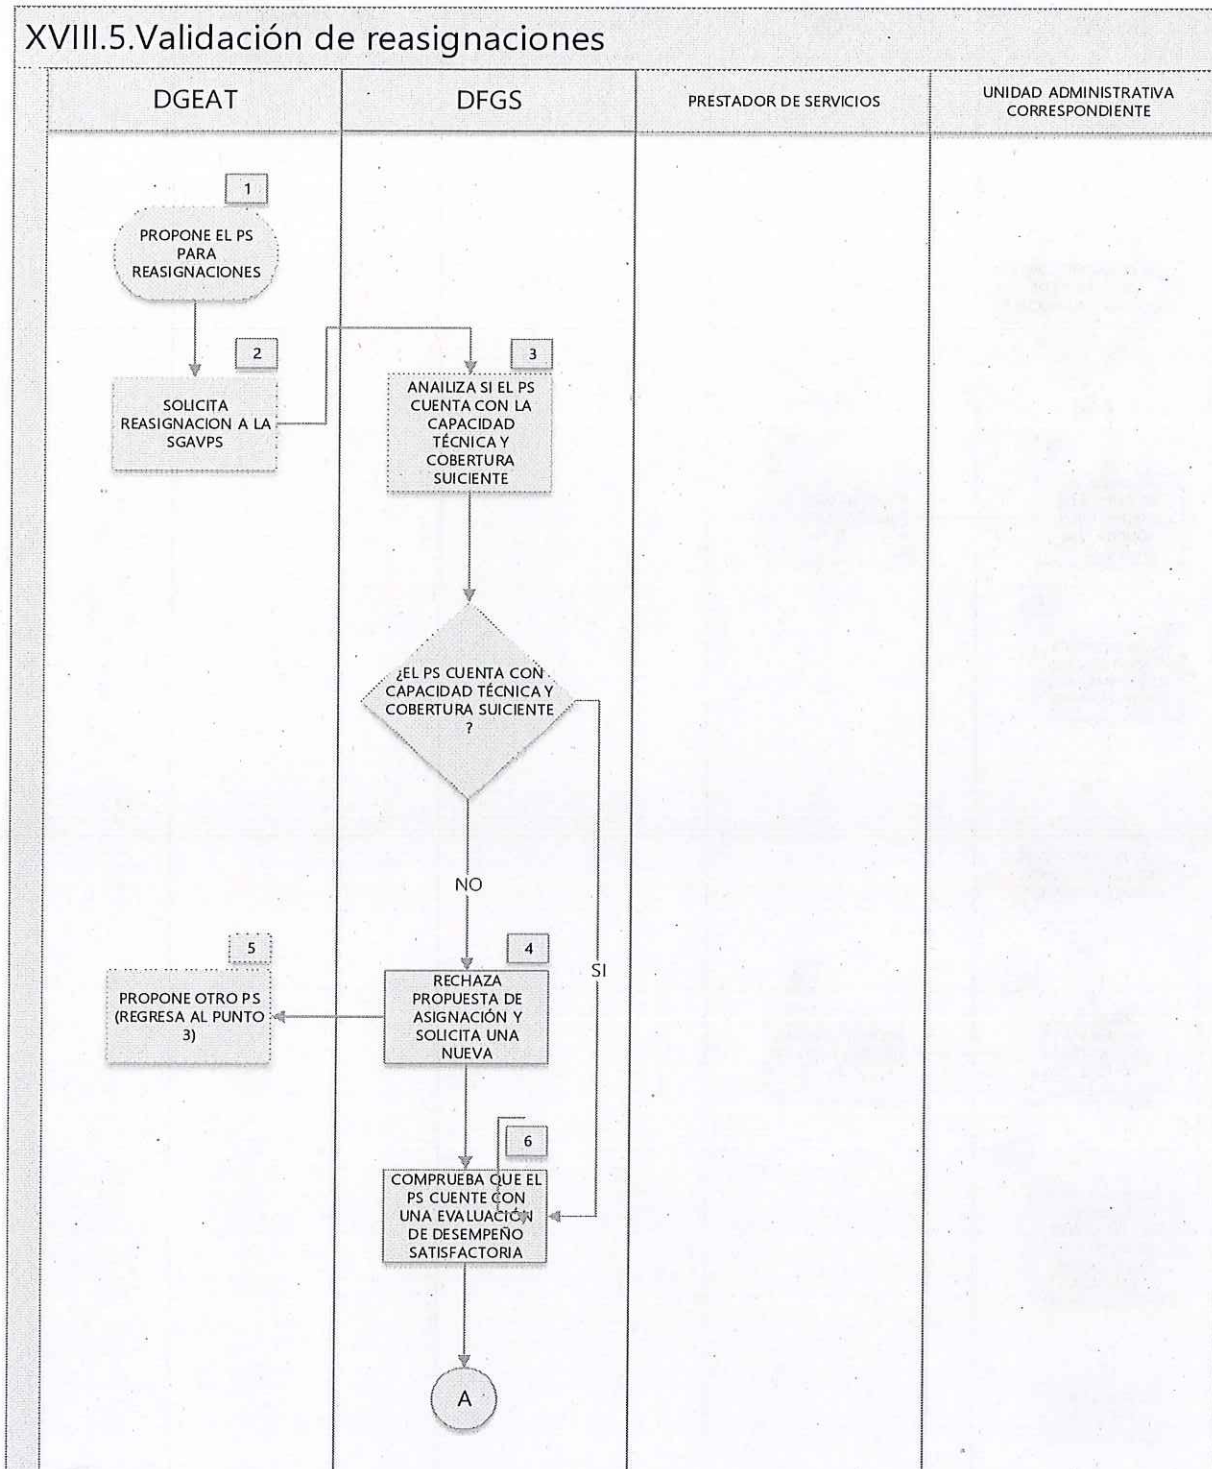 XVIII.5.Validación de reasignaciones
DGEAT
DFGS
PRESTADOR DE SERVICIOS
UNIDAD ADMINISTRATIVA
CORRESPONDIENTE
1
PROPONE EL PS
PARA
REASIGNACIONES
2
SOLICITA
REASIGNACION A LA
SGAVPS
3
ANAILIZA SI EL PS
CUENTA CON LA
CAPACIDAD
TÉCNICA Y
COBERTURA
SUICIENTE
¿EL PS CUENTA CON
CAPACIDAD TÉCNICA Y
COBERTURA SUICIENTE
?
NO
SI
4
RECHAZA
PROPUESTA DE
ASIGNACIÓN Y
SOLICITA UNA
NUEVA
5
PROPONE OTRO PS
(REGRESA AL PUNTO
3)
6
COMPRUEBA QUE EL
PS CUENTE CON
UNA EVALUACIÓN
DE DESEMPEÑO
SATISFACTORIA
A